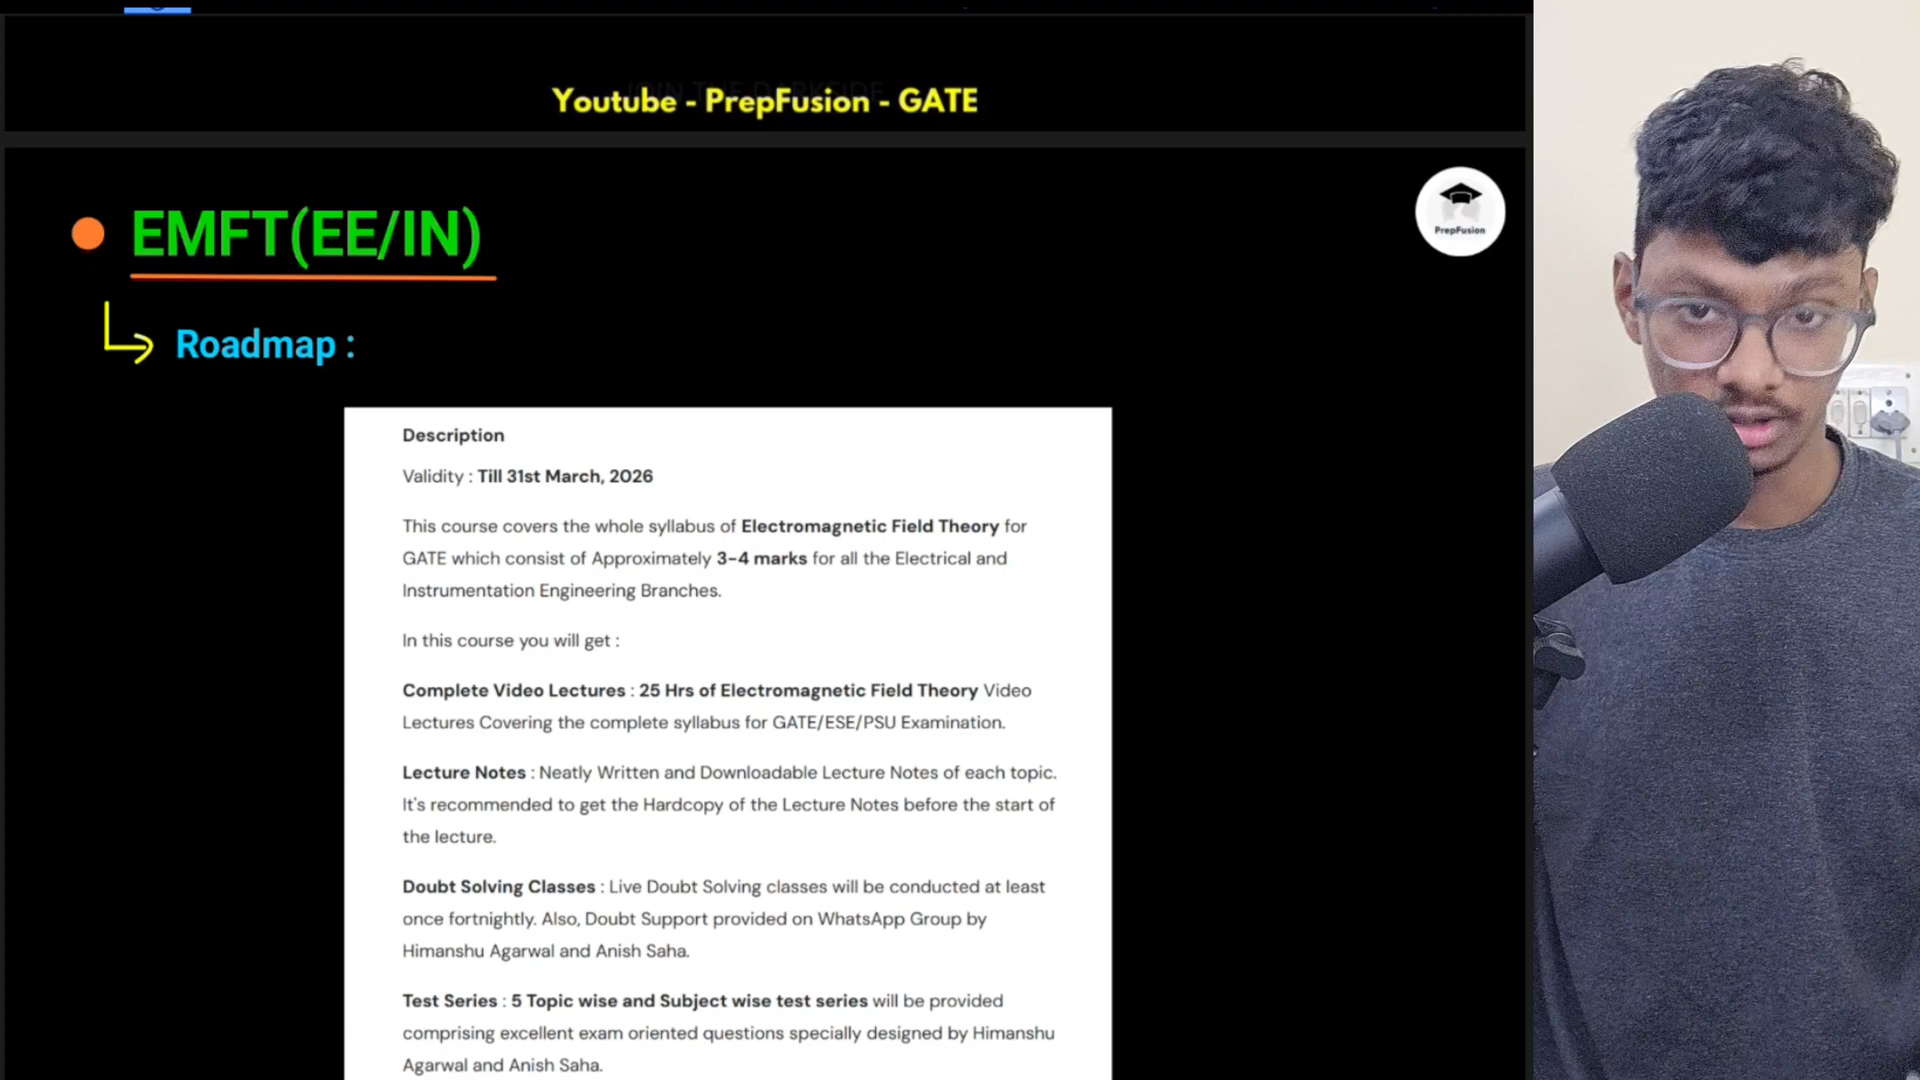 Youtube - PrepFusion - GATE
PrepFusion
EMFT(EE/IN)
Roadmap :
Description
Validity : Till 31st March, 2026
This course covers the whole syllabus of Electromagnetic Field Theory for
GATE which consist of Approximately 3-4 marks for all the Electrical and
Instrumentation Engineering Branches.
In this course you will get :
Complete Video Lectures : 25 Hrs of Electromagnetic Field Theory Video
Lectures Covering the complete syllabus for GATE/ESE/PSU Examination.
Lecture Notes : Neatly Written and Downloadable Lecture Notes of each topic.
It's recommended to get the Hardcopy of the Lecture Notes before the start of
the lecture.
Doubt Solving Classes : Live Doubt Solving classes will be conducted at least
once fortnightly. Also, Doubt Support provided on WhatsApp Group by
Himanshu Agarwal and Anish Saha.
Test Series : 5 Topic wise and Subject wise test series will be provided
comprising excellent exam oriented questions specially designed by Himanshu
Agarwal and Anish Saha.